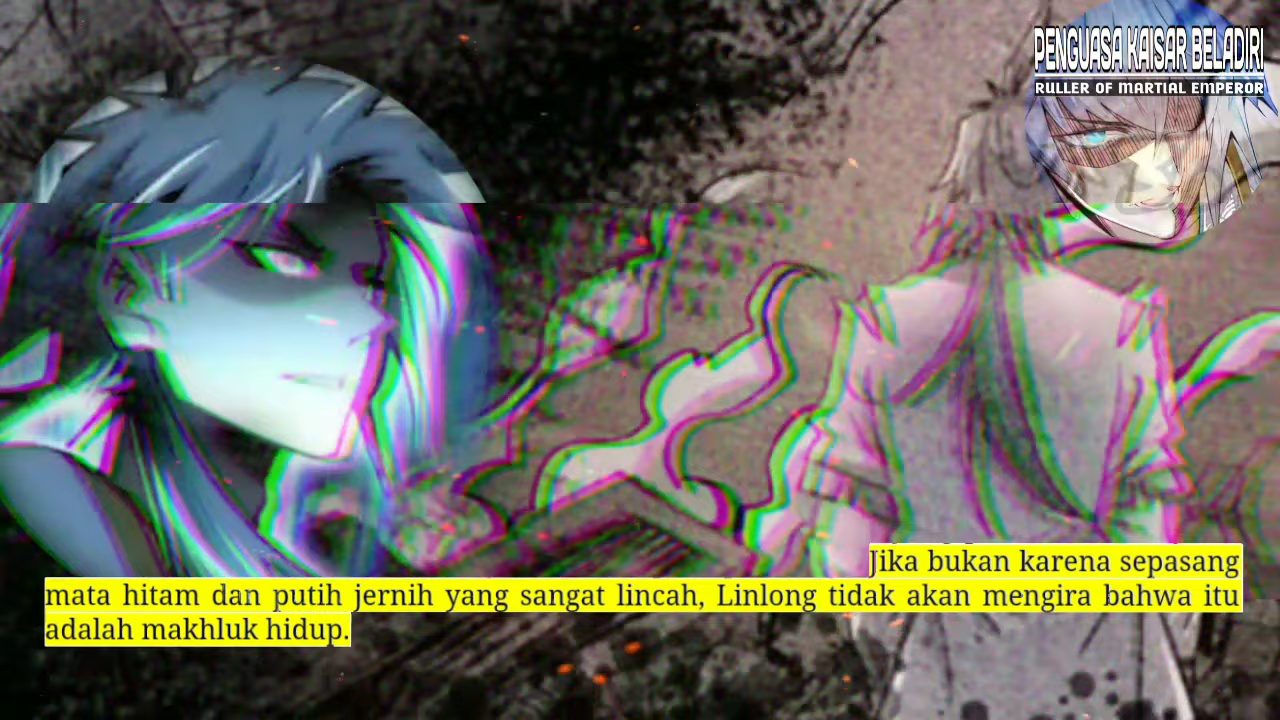 PENGUASA KAISAR BELADIRI
RULLER OF MARTIAL EMPEROR
Jika bukan karena sepasang
mata hitam dan putih jernih yang sangat lincah, Linlong tidak akan mengira bahwa itu
adalah makhluk hidup.